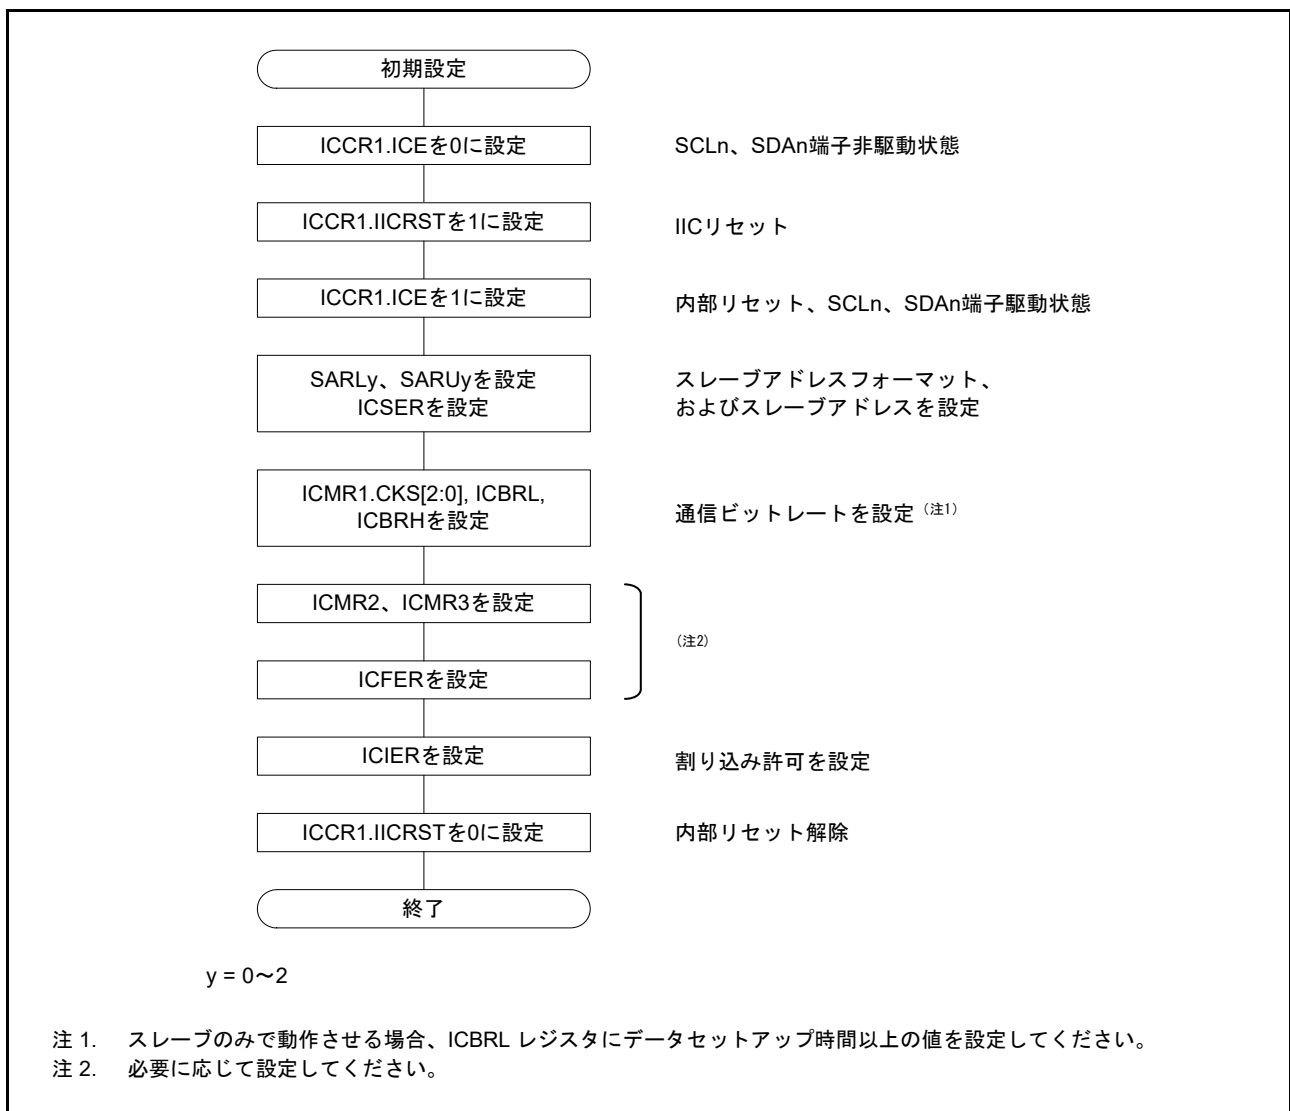 初期設定
ICCR1.ICEを0に設定
SCLn、SDAn端子非駆動状態
ICCR1.IICRSTを1に設定
IICリセット
ICCR1.ICEを1に設定
内部リセット、SCLn、SDAn端子駆動状態
SARLy、SARUyを設定
ICSERを設定
スレーブアドレスフォーマット、
およびスレーブアドレスを設定
ICMR1.CKS[2:0], ICBRL,
ICBRHを設定
通信ビットレートを設定（注1）
ICMR2、ICMR3を設定
（注2）
ICFERを設定
ICIERを設定
割り込み許可を設定
ICCR1.IICRSTを0に設定
内部リセット解除
終了
y = 0～2
注 1. スレーブのみで動作させる場合、ICBRL レジスタにデータセットアップ時間以上の値を設定してください。
注 2. 必要に応じて設定してください。